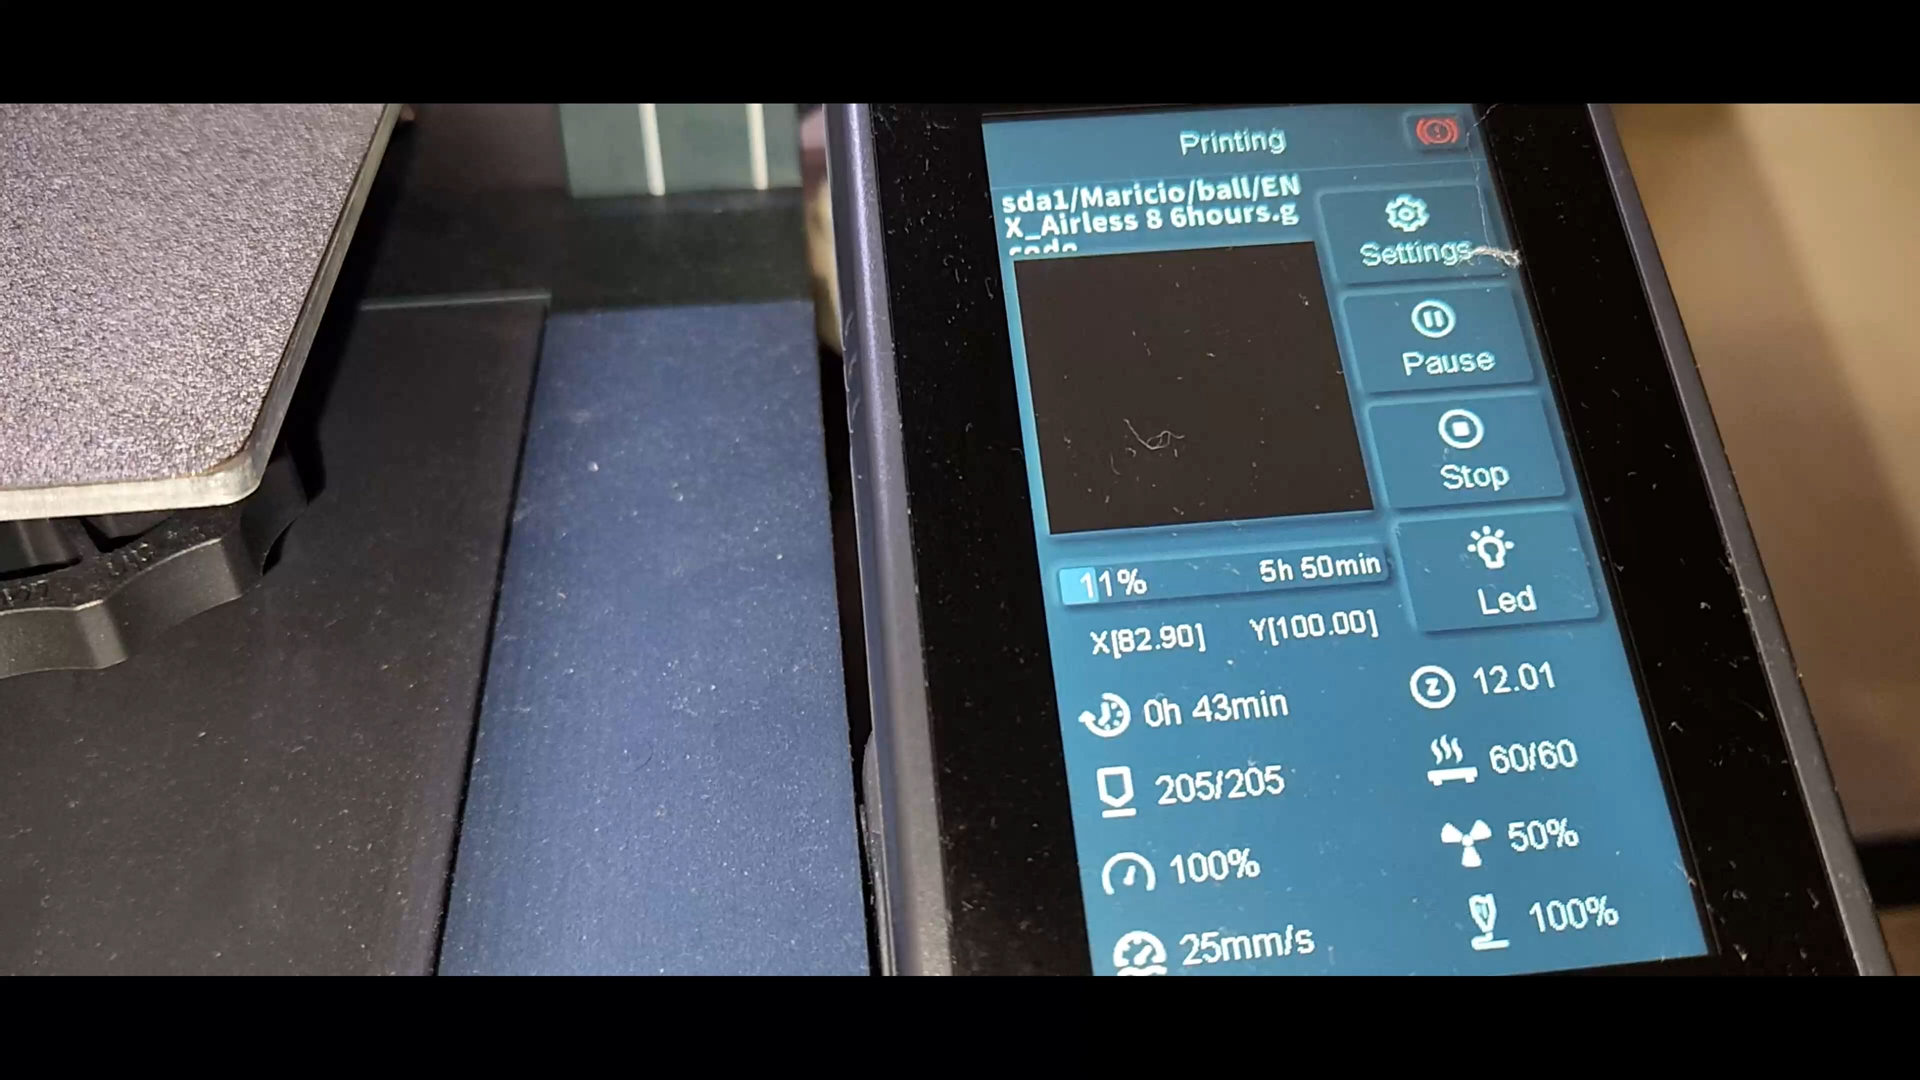 Printing
sda1/Maricio/ball/EN
X_Airless 8 6hours.g
code
Settings
Pause
Stop
Led
11% 5h 50min
X[82.90] Y[100.00]
0h 43min
Z 12.01
205/205
60/60
100%
50%
25mm/s
100%